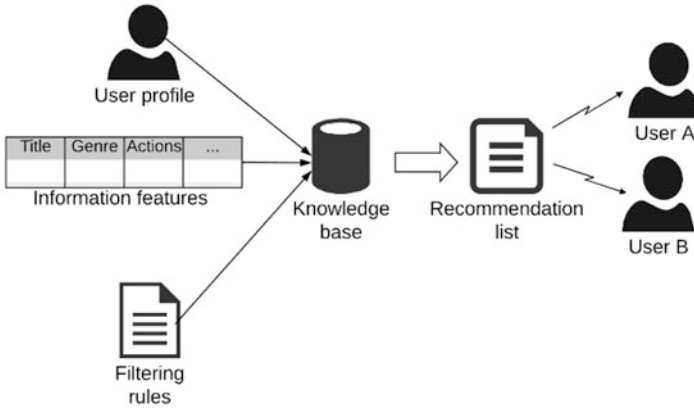 User profile
Title Genre Actions ...
Information features
Knowledge
base
Recommendation
list
User A
User B
Filtering
rules